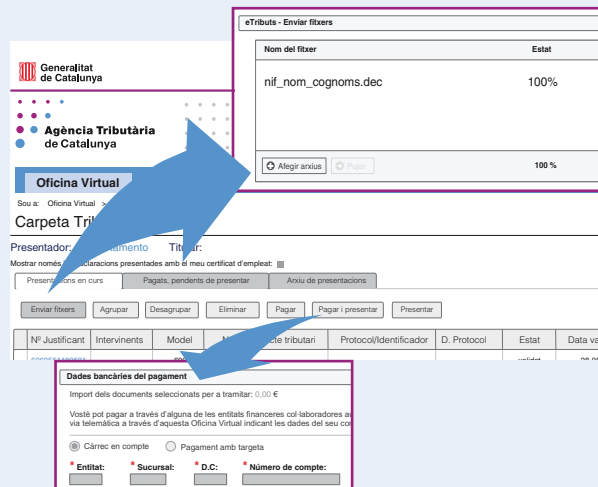 eTributs - Enviar fitxers
Nom del fitxer Estat
nif_nom_cognoms.dec 100%
Afegir arxius Pujar 100 %
Generalitat
de Catalunya
Agència Tributària
de Catalunya
Oficina Virtual
Sou a: Oficina Virtual >
Carpeta Tri
Presentador: Titular:
Mostrar només declaracions presentades amb el meu certificat d'empleat:
Presentacions en curs Pagats, pendents de presentar Arxiu de presentacions
Enviar fitxers Agrupar Desagrupar Eliminar Pagar Pagar i presentar Presentar
Nº Justificant Intervinents Model tributari Protocol/Identificador D. Protocol Estat Data va
Dades bancàries del pagament
Import dels documents seleccionats per a tramitar: 0,00 €
Vostè pot pagar a través d'alguna de les entitats financeres col·laboradores
via telemàtica a través d'aquesta Oficina Virtual indicant les dades del seu
Càrrec en compte Pagament amb targeta
* Entitat: * Sucursal: * D.C: * Número de compte: